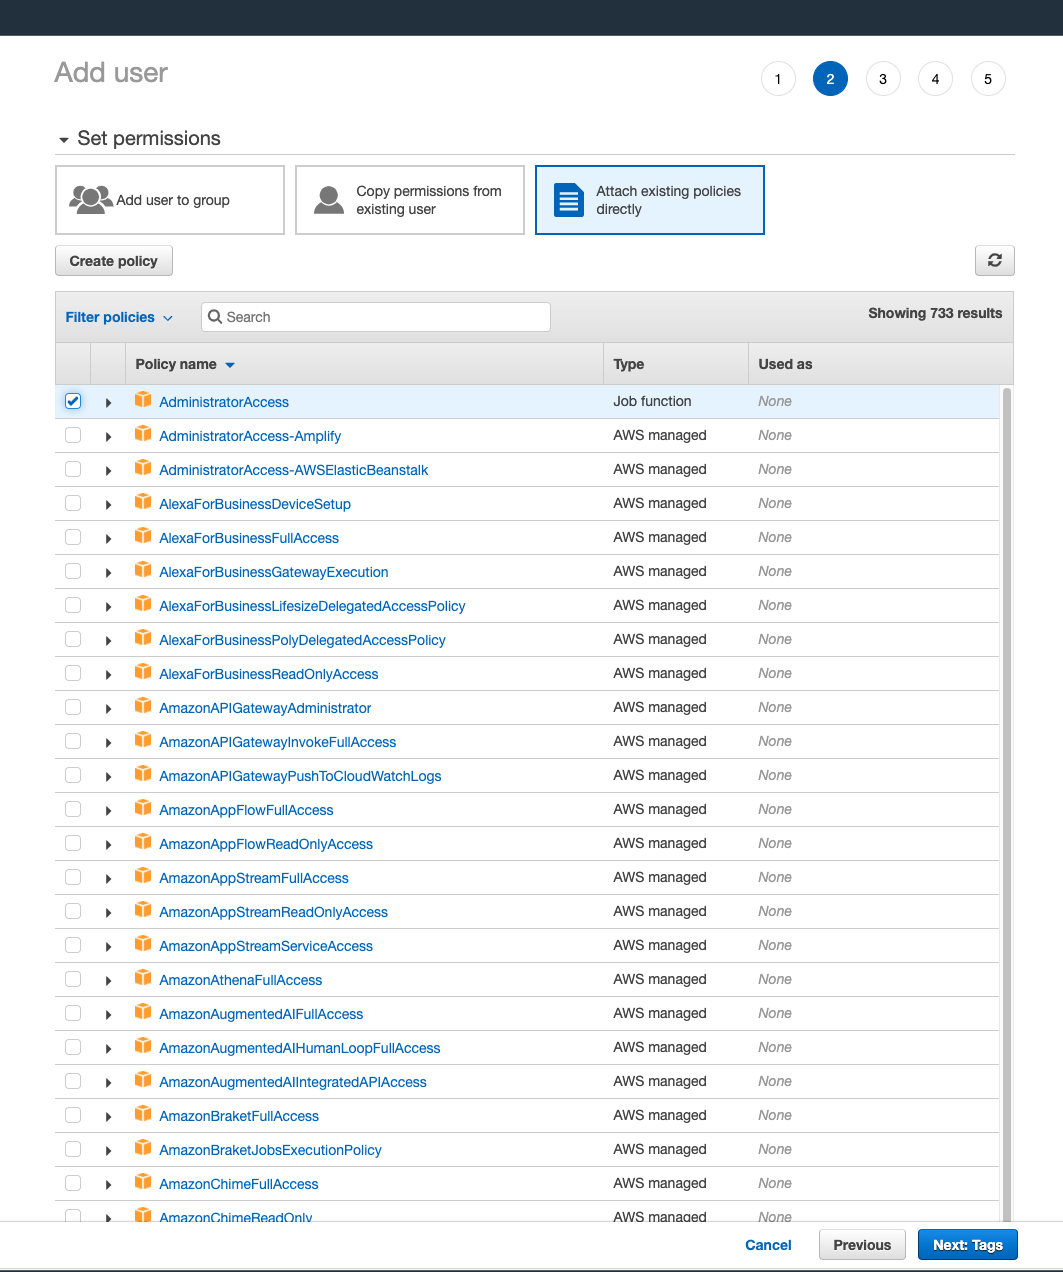 Add user
1 2 3 4 5
Set permissions
Add user to group
Copy permissions from
existing user
Attach existing policies
directly
Create policy
Filter policies Search Showing 733 results
Policy name Type Used as
AdministratorAccess Job function None
AdministratorAccess-Amplify AWS managed None
AdministratorAccess-AWSElasticBeanstalk AWS managed None
AlexaForBusinessDeviceSetup AWS managed None
AlexaForBusinessFullAccess AWS managed None
AlexaForBusinessGatewayExecution AWS managed None
AlexaForBusinessLifesizeDelegatedAccessPolicy AWS managed None
AlexaForBusinessPolyDelegatedAccessPolicy AWS managed None
AlexaForBusinessReadOnlyAccess AWS managed None
AmazonAPIGatewayAdministrator AWS managed None
AmazonAPIGatewayInvokeFullAccess AWS managed None
AmazonAPIGatewayPushToCloudWatchLogs AWS managed None
AmazonAppFlowFullAccess AWS managed None
AmazonAppFlowReadOnlyAccess AWS managed None
AmazonAppStreamFullAccess AWS managed None
AmazonAppStreamReadOnlyAccess AWS managed None
AmazonAppStreamServiceAccess AWS managed None
AmazonAthenaFullAccess AWS managed None
AmazonAugmentedAIFullAccess AWS managed None
AmazonAugmentedAIHumanLoopFullAccess AWS managed None
AmazonAugmentedAIIntegratedAPIAccess AWS managed None
AmazonBraketFullAccess AWS managed None
AmazonBraketJobsExecutionPolicy AWS managed None
AmazonChimeFullAccess AWS managed None
AmazonChimeReadOnly AWS managed None
Cancel Previous Next: Tags